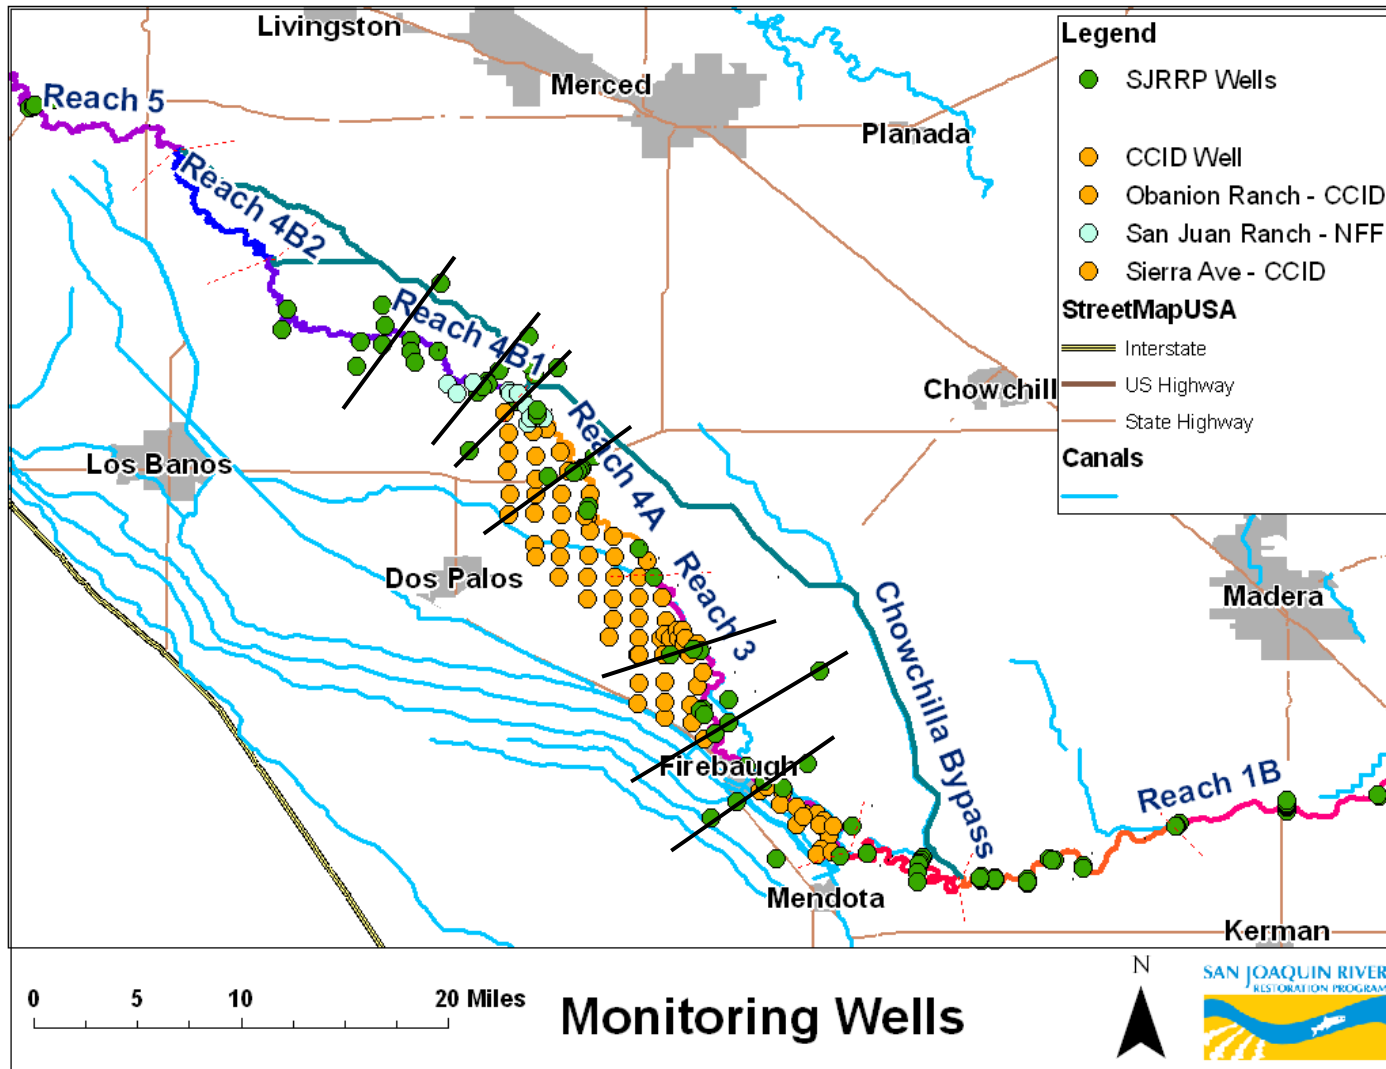 Livingston
Merced
Planada
Reach 5
Reach 4B2
Reach 4B1
Reach 4A
Reach 3
Chowchill
Los Banos
Dos Palos
Chowchilla Bypass
Madera
Firebaugh
Reach 1B
Mendota
Kerman
Legend
SJRRP Wells
CCID Well
Obanion Ranch - CCID
San Juan Ranch - NFF
Sierra Ave - CCID
StreetMapUSA
Interstate
US Highway
State Highway
Canals
0 5 10 20 Miles
Monitoring Wells
N
SAN JOAQUIN RIVER
RESTORATION PROGRAM